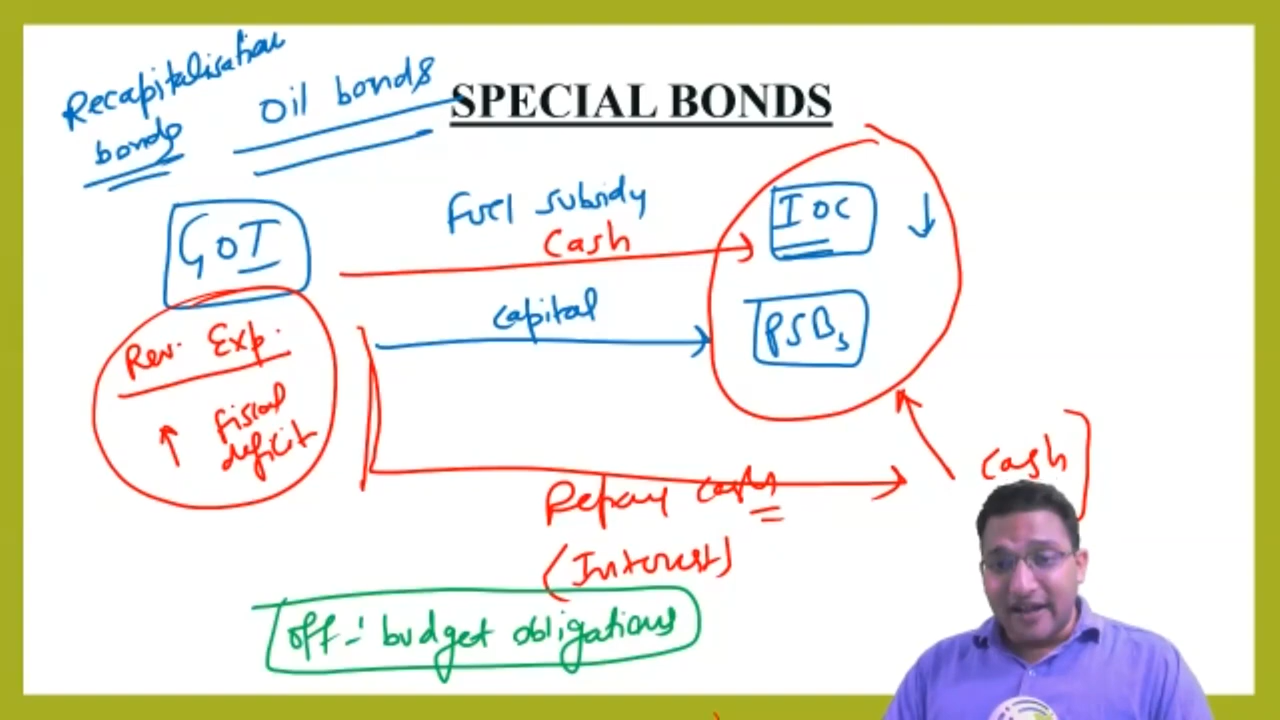 Recapitalisation
bonds
Oil bonds
SPECIAL BONDS
GOI
Fuel subsidy
Cash
IOC
Capital
PSBs
Rev. Exp.
fiscal
deficit
Cash
Repay cash
(Interest)
off-budget obligations